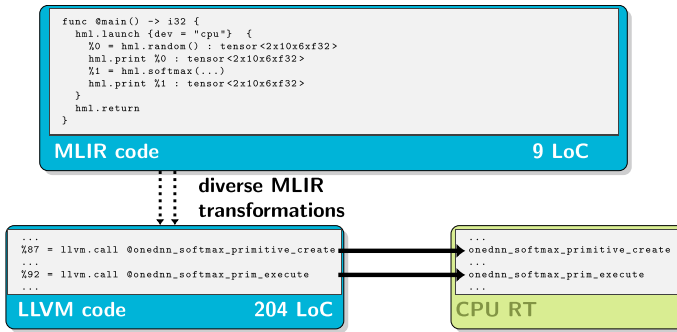 func @main() -> i32 {
hml.launch {dev = "cpu"} {
%0 = hml.random() : tensor<2x10x6xf32>
hml.print %0 : tensor<2x10x6xf32>
%1 = hml.softmax(...)
hml.print %1 : tensor<2x10x6xf32>
}
hml.return
}
MLIR code 9 LoC
diverse MLIR
transformations
...
%87 = llvm.call @onednn_softmax_primitive_create
...
%92 = llvm.call @onednn_softmax_prim_execute
...
LLVM code 204 LoC
...
onednn_softmax_primitive_create
...
onednn_softmax_prim_execute
...
CPU RT